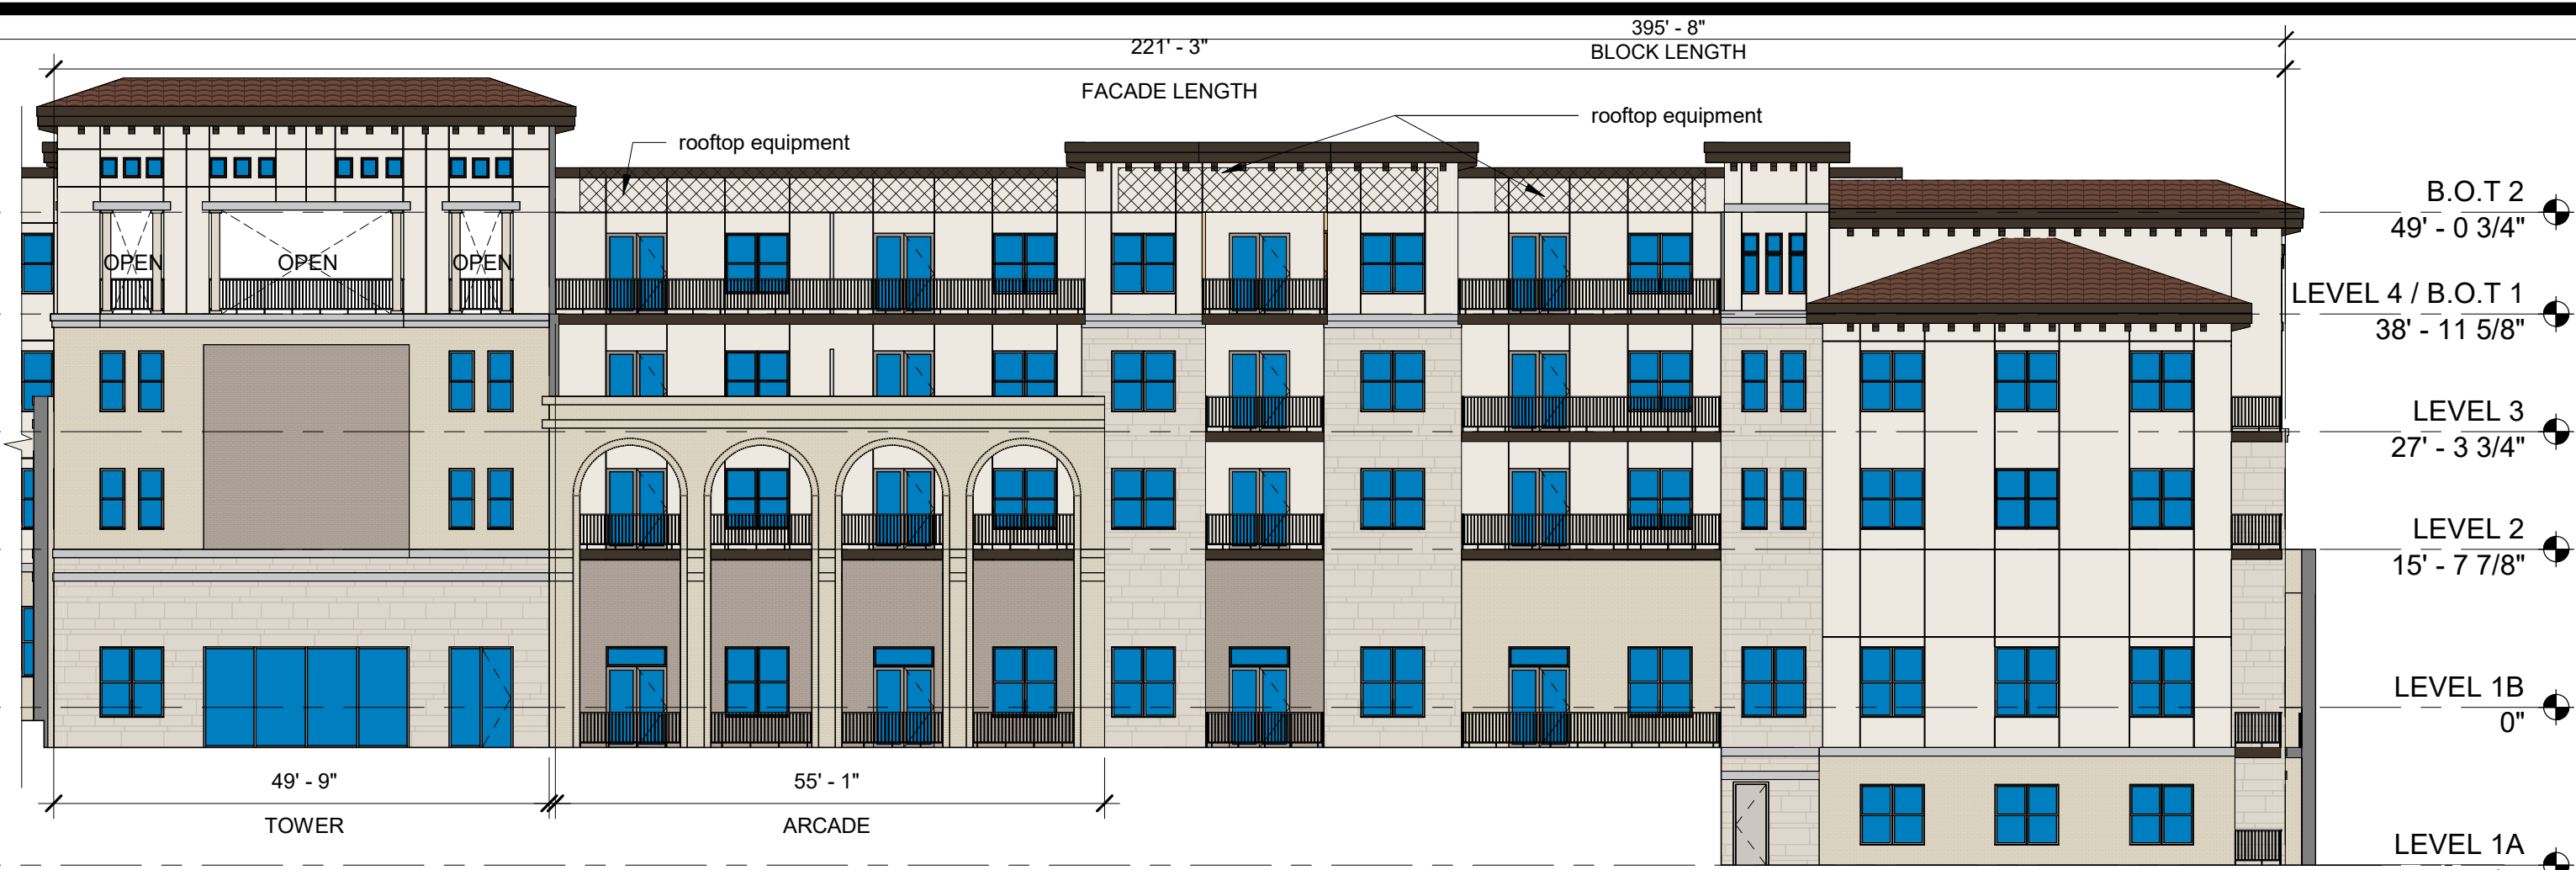 395' - 8"
BLOCK LENGTH
221' - 3"
FACADE LENGTH
rooftop equipment
rooftop equipment
OPEN
OPEN
OPEN
B.O.T 2
49' - 0 3/4"
LEVEL 4 / B.O.T 1
38' - 11 5/8"
LEVEL 3
27' - 3 3/4"
LEVEL 2
15' - 7 7/8"
LEVEL 1B
0"
LEVEL 1A
49' - 9"
TOWER
55' - 1"
ARCADE